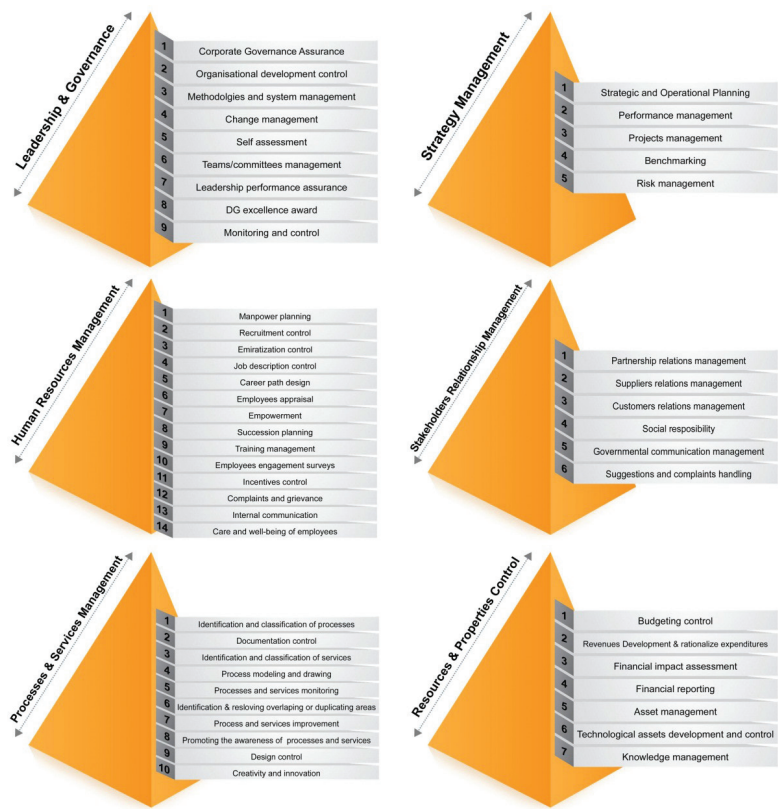 Leadership & Governance
1 Corporate Governance Assurance
2 Organisational development control
3 Methodolgies and system management
4 Change management
5 Self assessment
6 Teams/committees management
7 Leadership performance assurance
8 DG excellence award
9 Monitoring and control
Strategy Management
1 Strategic and Operational Planning
2 Performance management
3 Projects management
4 Benchmarking
5 Risk management
Human Resources Management
1 Manpower planning
2 Recruitment control
3 Emiratization control
4 Job description control
5 Career path design
6 Employees appraisal
7 Empowerment
8 Succession planning
9 Training management
10 Employees engagement surveys
11 Incentives control
12 Complaints and grievance
13 Internal communication
14 Care and well-being of employees
Stakeholders Relationship Management
1 Partnership relations management
2 Suppliers relations management
3 Customers relations management
4 Social resposibility
5 Governmental communication management
6 Suggestions and complaints handling
Processes & Services Management
1 Identification and classification of processes
2 Documentation control
3 Identification and classification of services
4 Process modeling and drawing
5 Processes and services monitoring
6 Identification & resloving overlaping or duplicating areas
7 Process and services improvement
8 Promoting the awareness of processes and services
9 Design control
10 Creativity and innovation
Resources & Properties Control
1 Budgeting control
2 Revenues Development & rationalize expenditures
3 Financial impact assessment
4 Financial reporting
5 Asset management
6 Technological assets development and control
7 Knowledge management